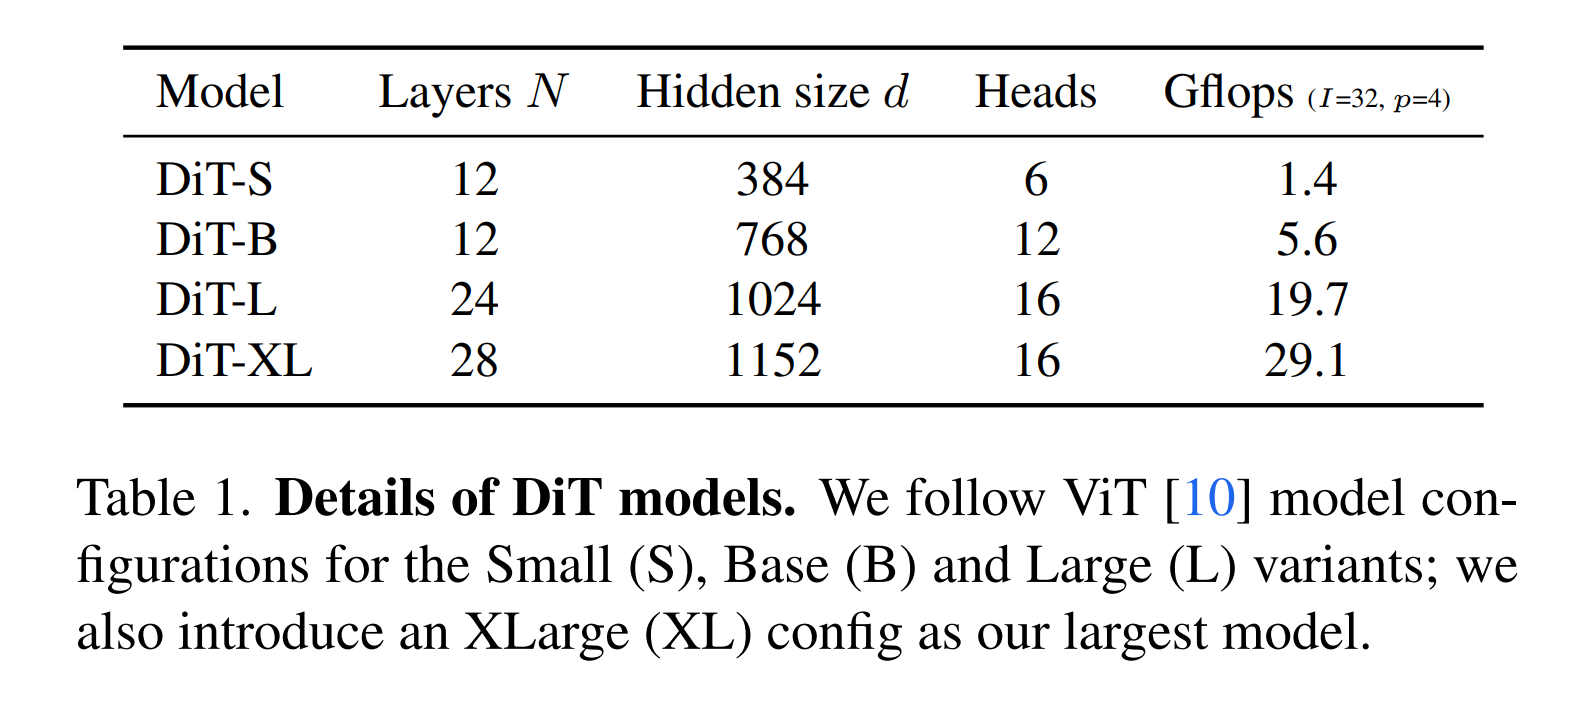 Model Layers N Hidden size d Heads Gflops (I=32, p=4)
DiT-S 12 384 6 1.4
DiT-B 12 768 12 5.6
DiT-L 24 1024 16 19.7
DiT-XL 28 1152 16 29.1
Table 1. Details of DiT models. We follow ViT [10] model con-
figurations for the Small (S), Base (B) and Large (L) variants; we
also introduce an XLarge (XL) config as our largest model.